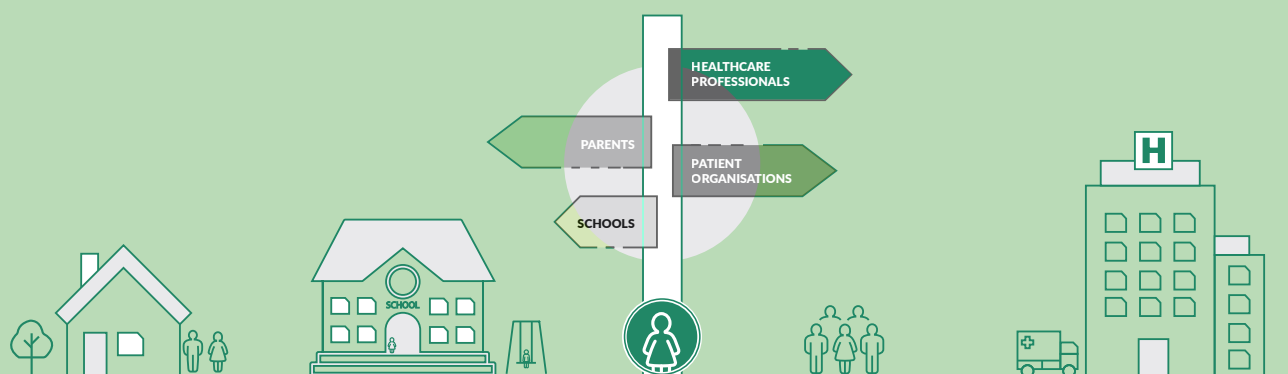 HEALTHCARE
PROFESSIONALS
PARENTS
PATIENT
ORGANISATIONS
SCHOOLS
H
SCHOOL